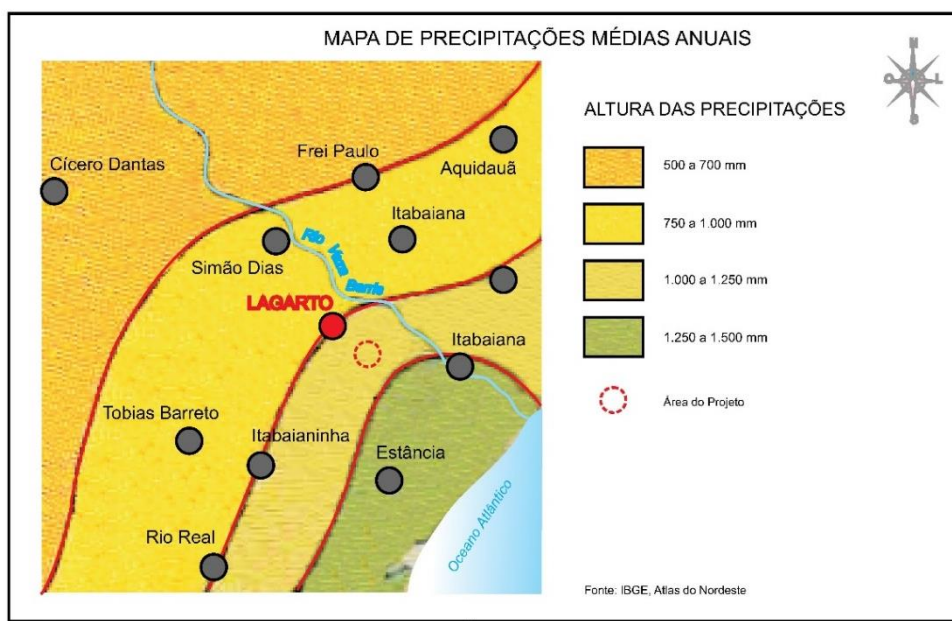 MAPA DE PRECIPITAÇÕES MÉDIAS ANUAIS
N
O
L
S
ALTURA DAS PRECIPITAÇÕES
500 a 700 mm
750 a 1.000 mm
1.000 a 1.250 mm
1.250 a 1.500 mm
Área do Projeto
Cícero Dantas
Frei Paulo
Aquidauã
Itabaiana
Simão Dias
Rio Vaza Barris
LAGARTO
Itabaiana
Tobias Barreto
Itabaianinha
Estância
Rio Real
Oceano Atlântico
Fonte: IBGE, Atlas do Nordeste